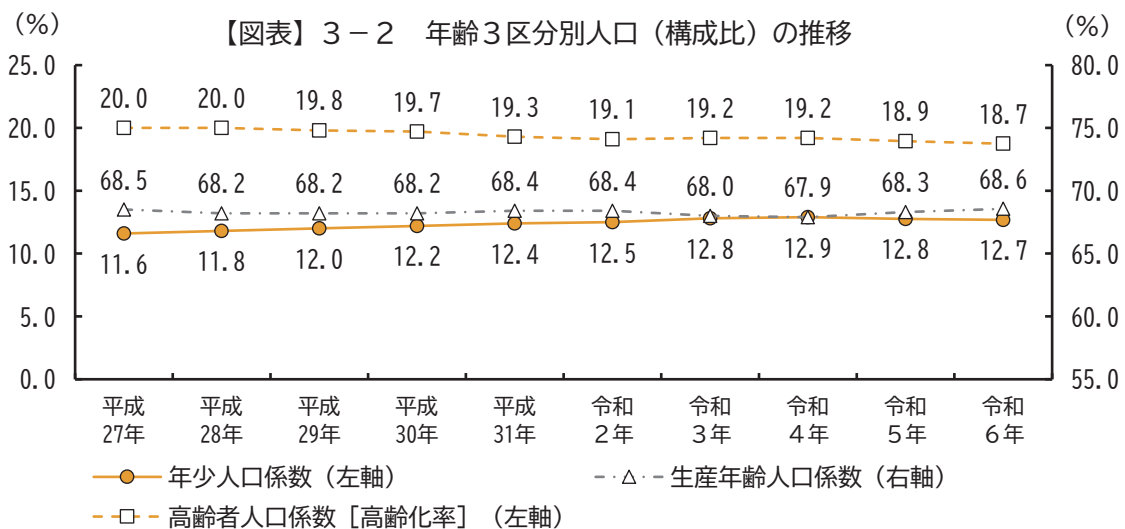 【図表】３－２　年齢３区分別人口（構成比）の推移
（％）
（％）
25.0
20.0
15.0
10.0
5.0
0.0
80.0
75.0
70.0
65.0
60.0
55.0
20.0 20.0 19.8 19.7 19.3 19.1 19.2 19.2 18.9 18.7
68.5 68.2 68.2 68.2 68.4 68.4 68.0 67.9 68.3 68.6
11.6 11.8 12.0 12.2 12.4 12.5 12.8 12.9 12.8 12.7
平成 平成 平成 平成 平成 令和 令和 令和 令和 令和
27年 28年 29年 30年 31年 ２年 ３年 ４年 ５年 ６年
年少人口係数（左軸）
生産年齢人口係数（右軸）
高齢者人口係数［高齢化率］（左軸）